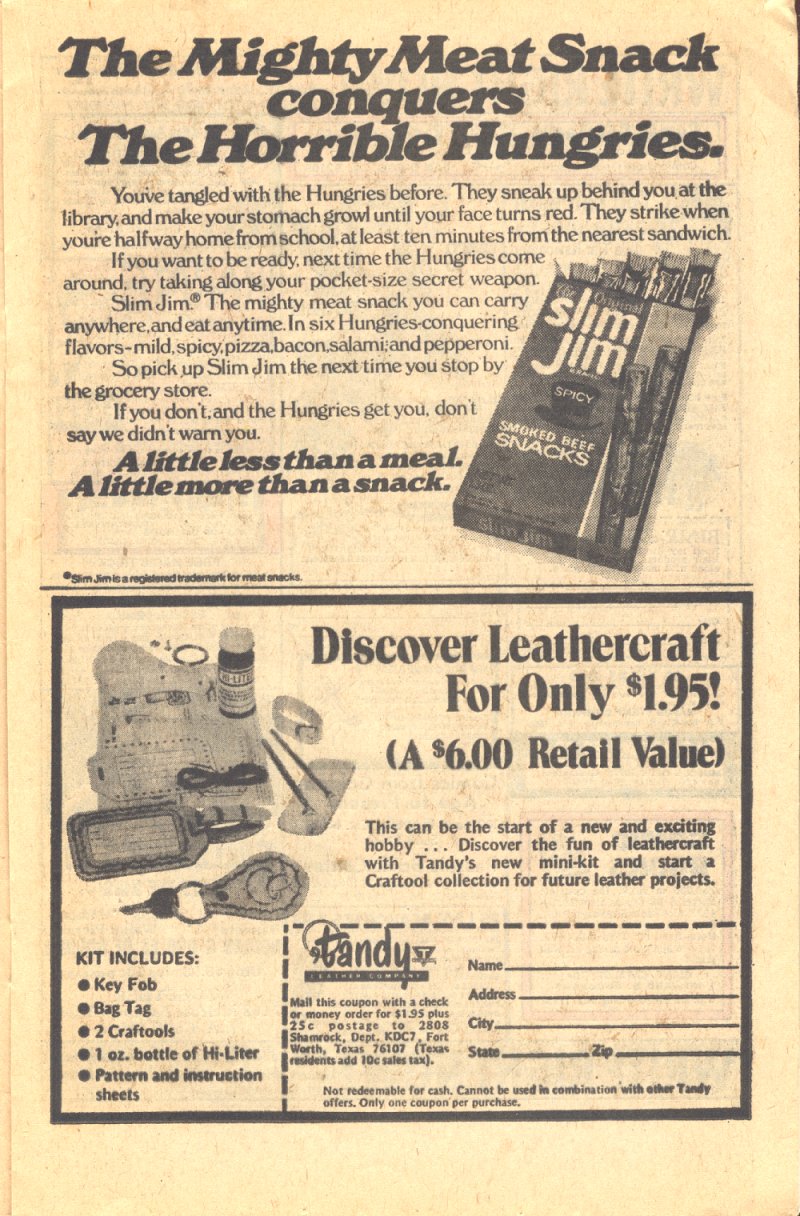 The Mighty Meat Snack
conquers
The Horrible Hungries.
You've tangled with the Hungries before. They sneak up behind you at the
library, and make your stomach growl until your face turns red. They strike when
you're halfway home from school, at least ten minutes from the nearest sandwich.
If you want to be ready, next time the Hungries come
around, try taking along your pocket-size secret weapon.
Slim Jim.® The mighty meat snack you can carry
anywhere, and eat anytime. In six Hungries-conquering
flavors-mild, spicy, pizza, bacon, salami, and pepperoni.
So pick up Slim Jim the next time you stop by
the grocery store.
If you don't, and the Hungries get you, don't
say we didn't warn you.
A little less than a meal.
A little more than a snack.
slim
jim
SPICY
SMOKED BEEF
SNACKS
slim jim
®Slim Jim is a registered trademark for meat snacks.
Discover Leathercraft
For Only $1.95!
(A $6.00 Retail Value)
HI-LITER
This can be the start of a new and exciting
hobby ... Discover the fun of leathercraft
with Tandy's new mini-kit and start a
Craftool collection for future leather projects.
KIT INCLUDES:
● Key Fob
● Bag Tag
● 2 Craftools
● 1 oz. bottle of Hi-Liter
● Pattern and instruction
sheets
tandy
LEATHER COMPANY
Mail this coupon with a check
or money order for $1.95 plus
25c postage to 2808
Shamrock, Dept. KDC7, Fort
Worth, Texas 76107 (Texas
residents add 10c sales tax).
Name
Address
City
State Zip
Not redeemable for cash. Cannot be used in combination with other Tandy
offers. Only one coupon per purchase.